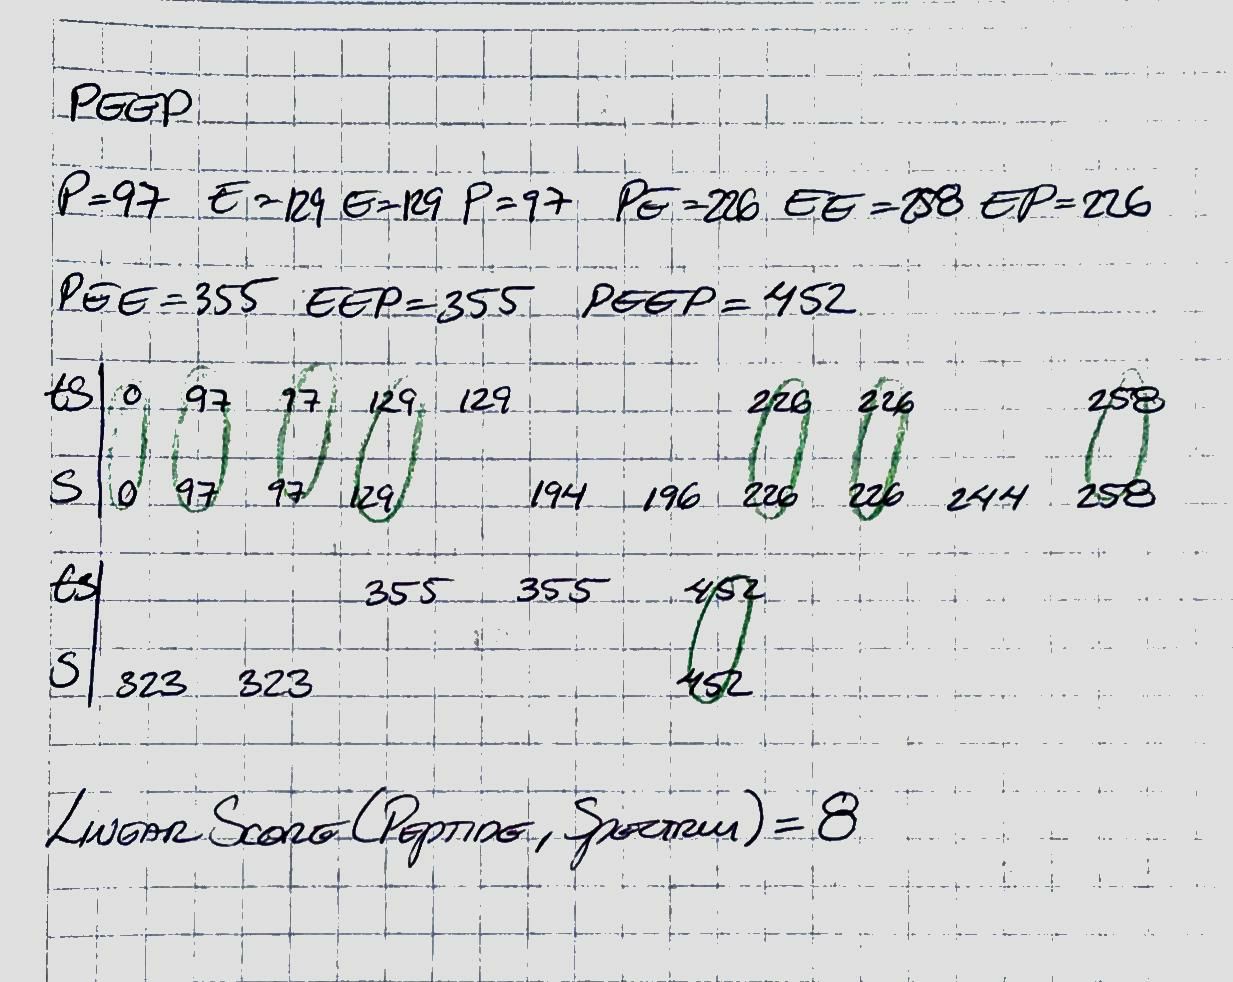 PEEP
P=97 E=129 E=129 P=97 PE=226 EE=258 EP=226
PEE=355 EEP=355 PEEP=452
ts 0 97 97 129 129 226 226 258
S 0 97 97 129 194 196 226 226 244 258
ts 355 355 452
S 323 323 452
LINEAR SCORE (PEPTIDE, SPECTRUM) = 8